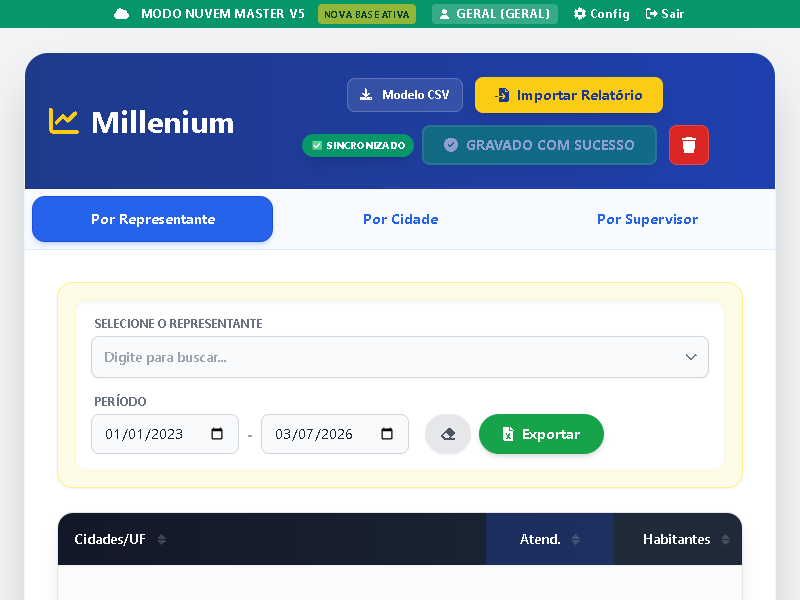 MODO NUVEM MASTER V5 NOVA BASE ATIVA GERAL (GERAL) Config Sair
Modelo CSV Importar Relatório
Millenium
SINCRONIZADO GRAVADO COM SUCESSO
Por Representante Por Cidade Por Supervisor
SELECIONE O REPRESENTANTE
Digite para buscar...
PERÍODO
01/01/2023 - 03/07/2026 Exportar
Cidades/UF Atend. Habitantes